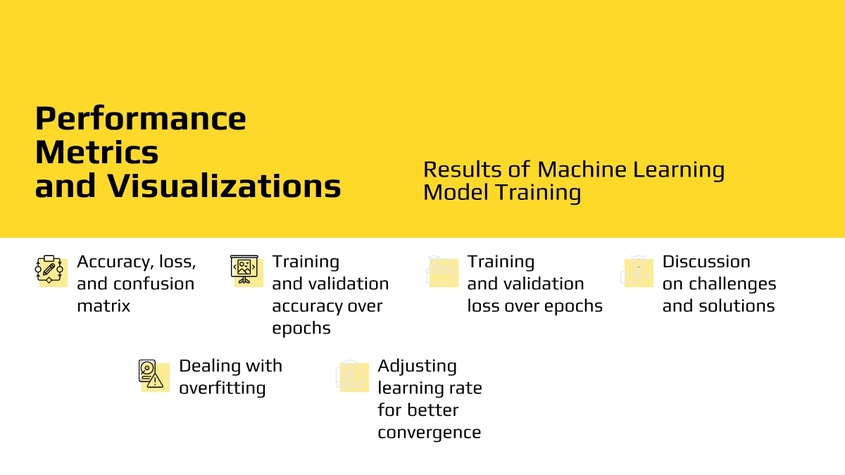 Performance
Metrics
and Visualizations
Results of Machine Learning
Model Training
Accuracy, loss,
and confusion
matrix
Training
and validation
accuracy over
epochs
Training
and validation
loss over epochs
Discussion
on challenges
and solutions
Dealing with
overfitting
Adjusting
learning rate
for better
convergence